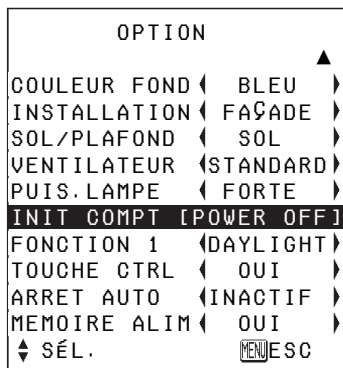 OPTION
▲
COULEUR FOND BLEU
INSTALLATION FAÇADE
SOL/PLAFOND SOL
VENTILATEUR STANDARD
PUIS.LAMPE FORTE
INIT COMPT [POWER OFF]
FONCTION 1 DAYLIGHT
TOUCHE CTRL OUI
ARRET AUTO INACTIF
MEMOIRE ALIM OUI
SÉL. MENU ESC